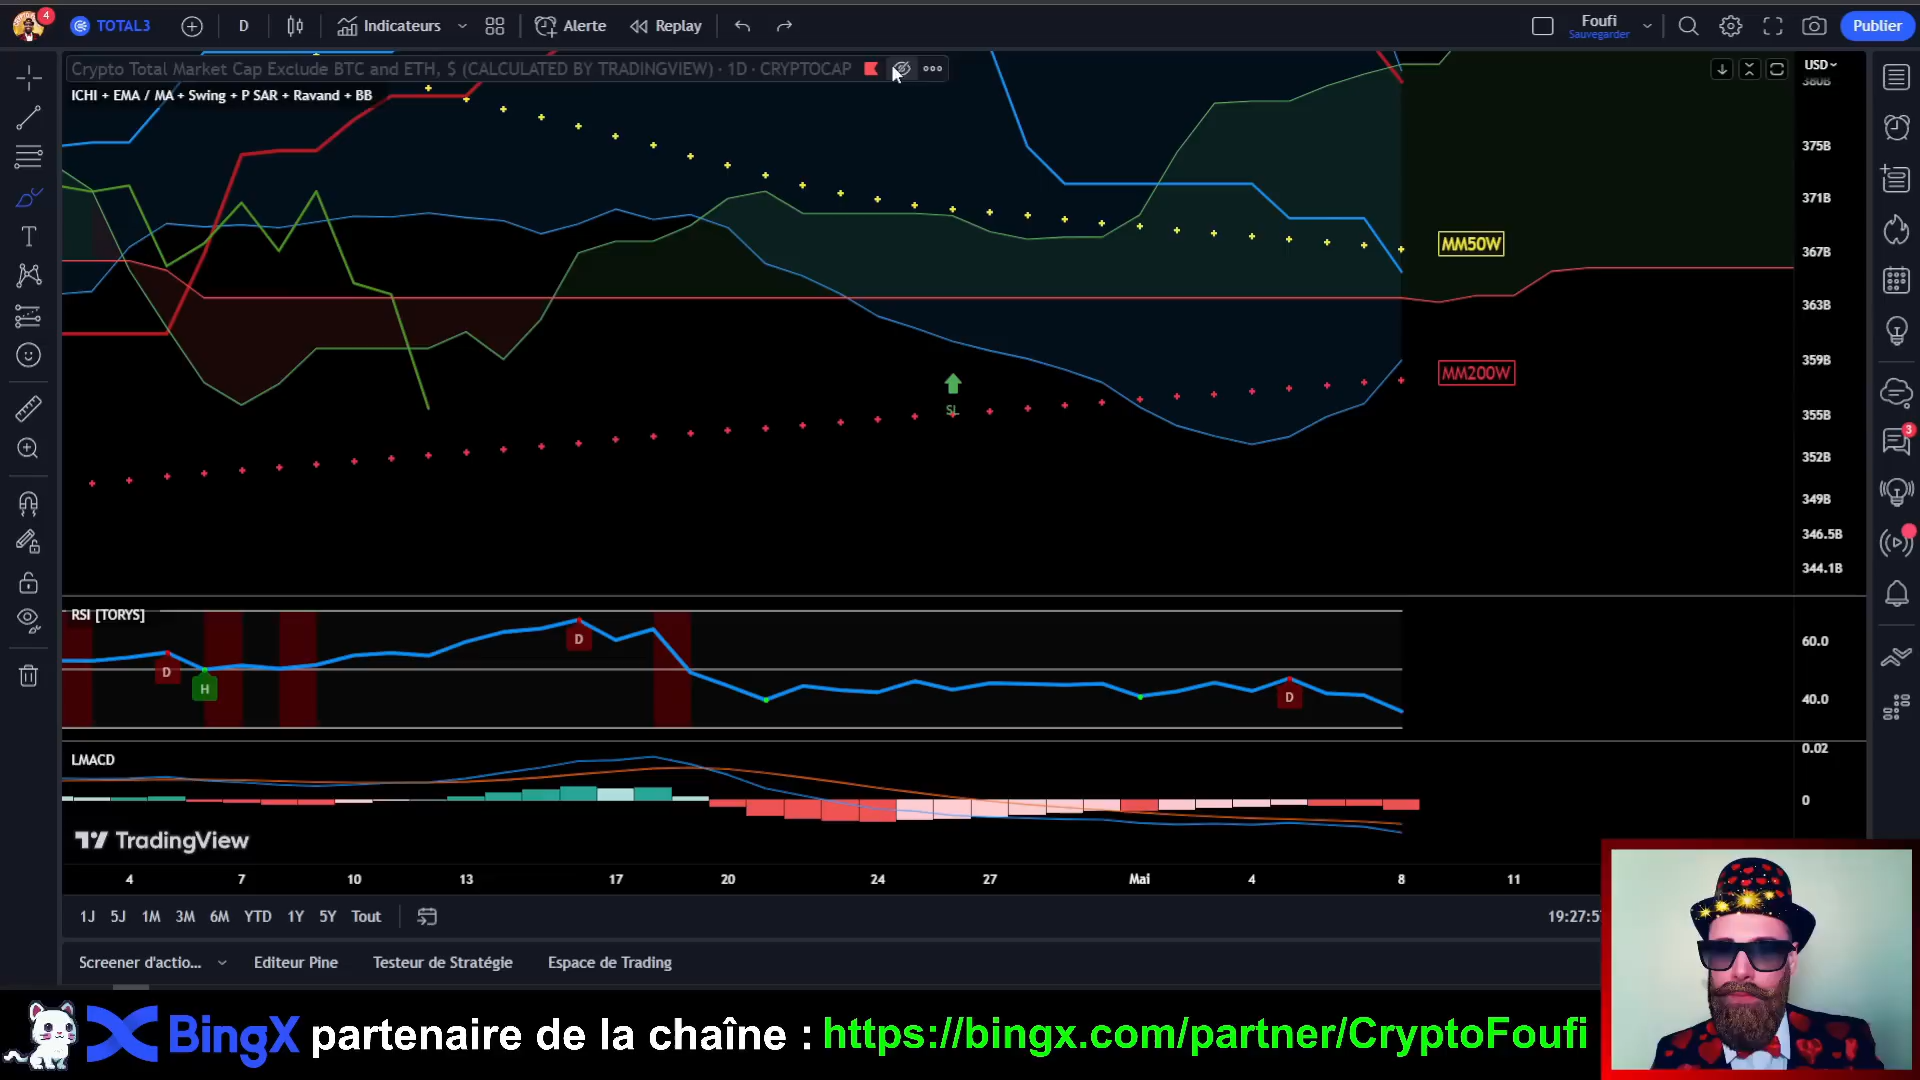 4
TOTAL3
D
Indicateurs
Alerte
Replay
Foufi
Sauvegarder
Publier
Crypto Total Market Cap Exclude BTC and ETH, $ (CALCULATED BY TRADINGVIEW) · 1D · CRYPTOCAP
USD
380B
ICHI + EMA / MA + Swing + P SAR + Ravand + BB
375B
371B
MM50W
367B
363B
359B
MM200W
SL
355B
3
352B
349B
346.5B
344.1B
RSI [TORYS]
D
D
H
D
60.0
40.0
LMACD
0.02
0
TradingView
4
7
10
13
17
20
24
27
Mai
4
8
11
1J
5J
1M
3M
6M
YTD
1Y
5Y
Tout
19:27:5
Screener d'actio...
Editeur Pine
Testeur de Stratégie
Espace de Trading
BingX partenaire de la chaîne : https://bingx.com/partner/CryptoFoufi